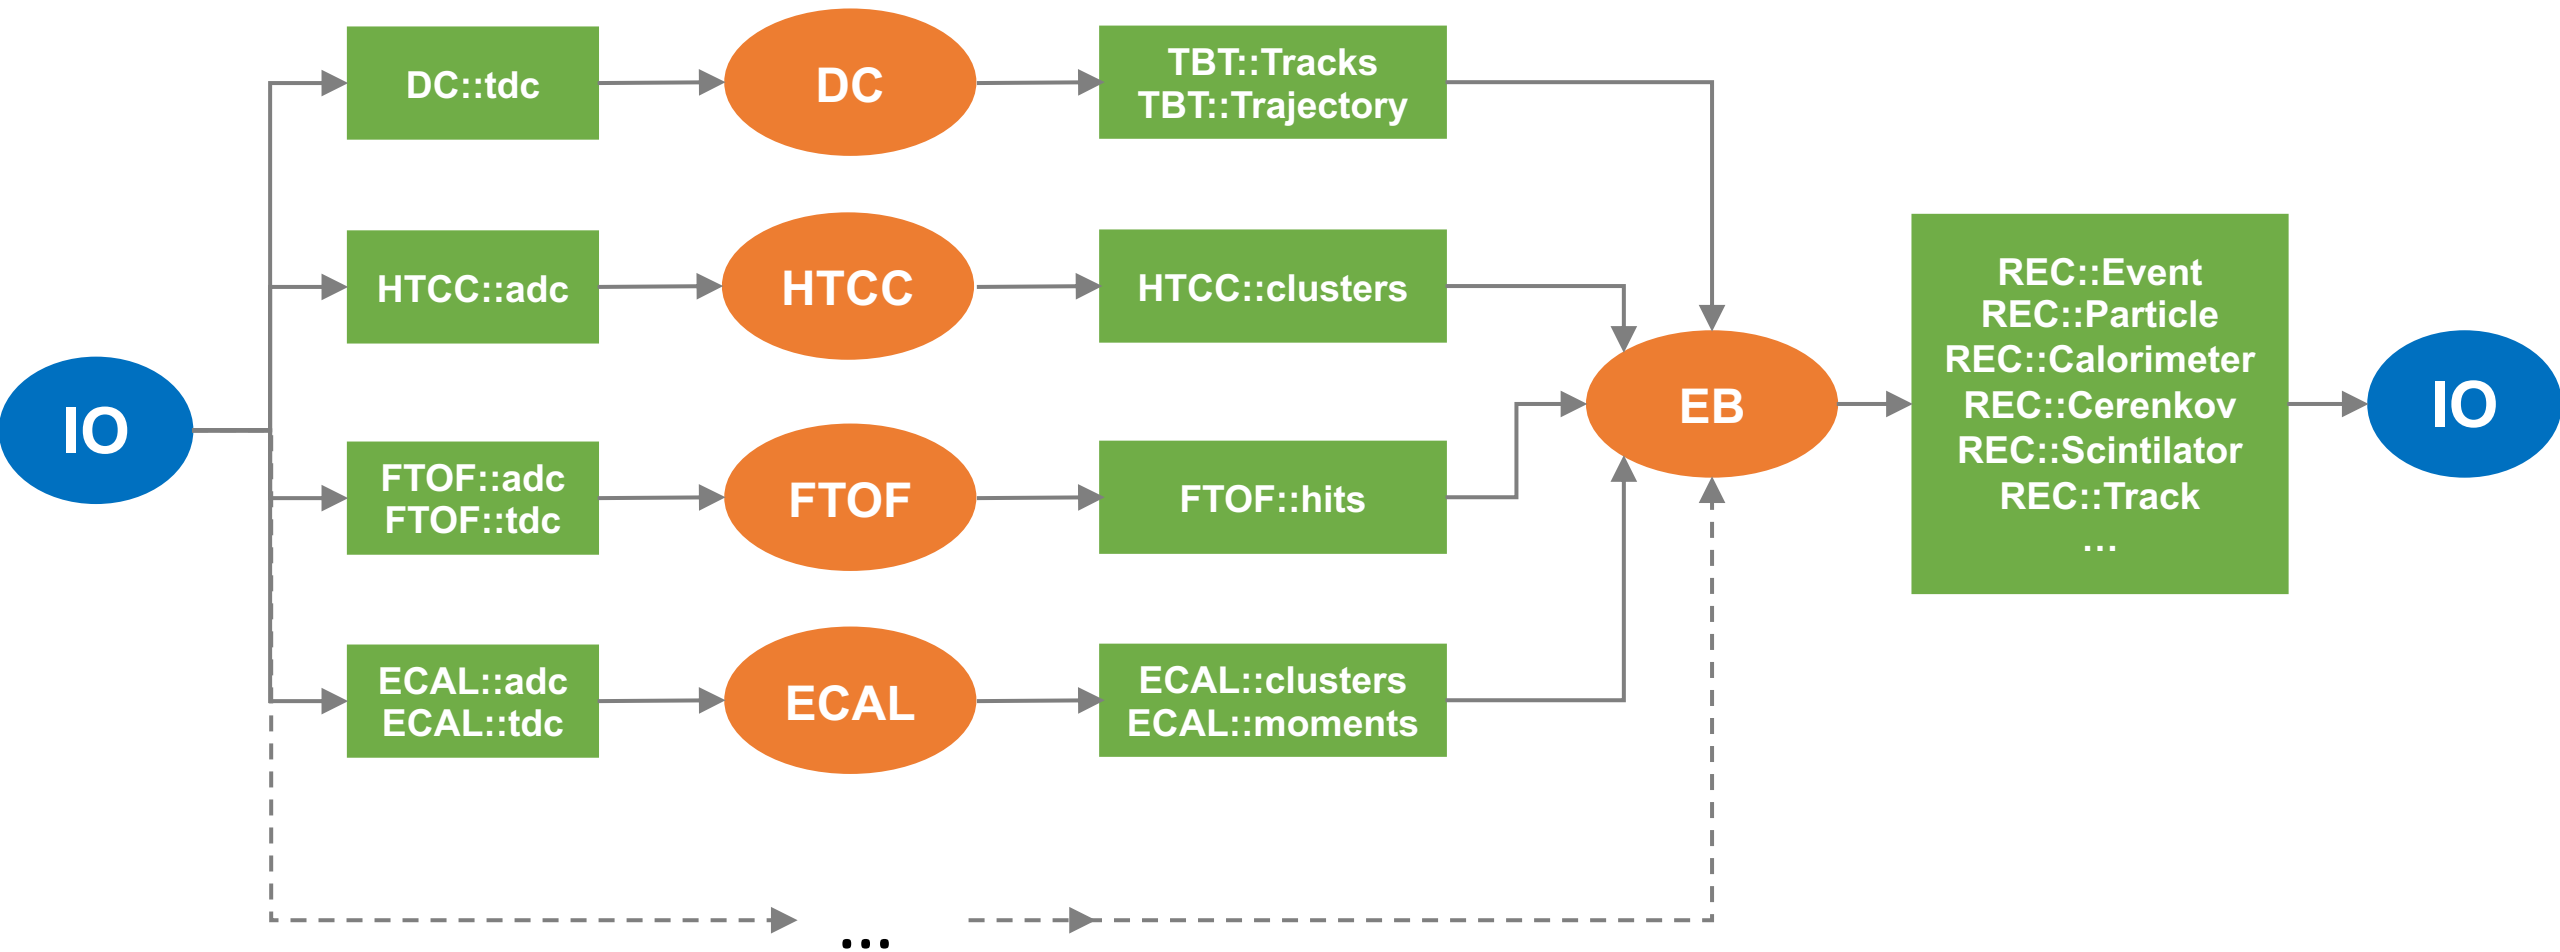 IO
DC::tdc
DC
TBT::Tracks
TBT::Trajectory
HTCC::adc
HTCC
HTCC::clusters
FTOF::adc
FTOF::tdc
FTOF
FTOF::hits
ECAL::adc
ECAL::tdc
ECAL
ECAL::clusters
ECAL::moments
...
EB
REC::Event
REC::Particle
REC::Calorimeter
REC::Cerenkov
REC::Scintilator
REC::Track
...
IO